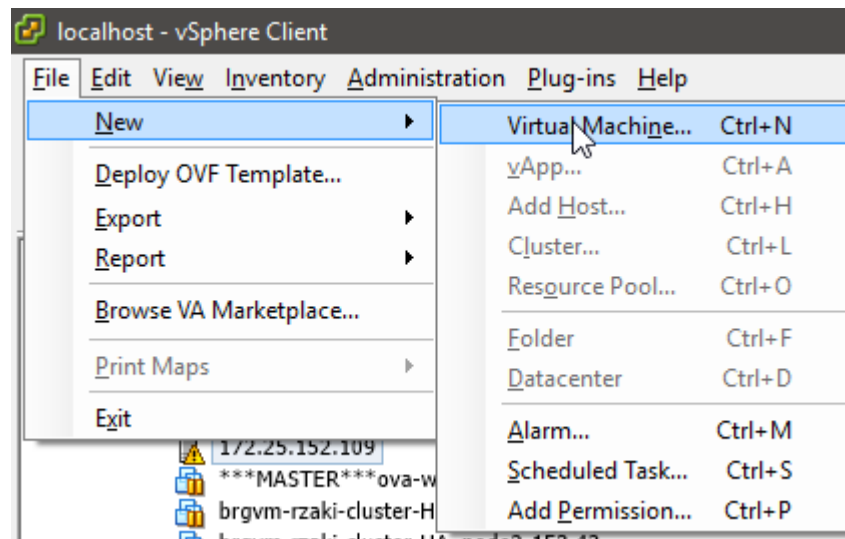 localhost - vSphere Client
File Edit View Inventory Administration Plug-ins Help
New
Deploy OVF Template...
Export
Report
Browse VA Marketplace...
Print Maps
Exit
Virtual Machine... Ctrl+N
vApp... Ctrl+A
Add Host... Ctrl+H
Cluster... Ctrl+L
Resource Pool... Ctrl+O
Folder Ctrl+F
Datacenter Ctrl+D
Alarm... Ctrl+M
Scheduled Task... Ctrl+S
Add Permission... Ctrl+P
172.25.152.109
***MASTER***ova-w
brgvm-rzaki-cluster-H